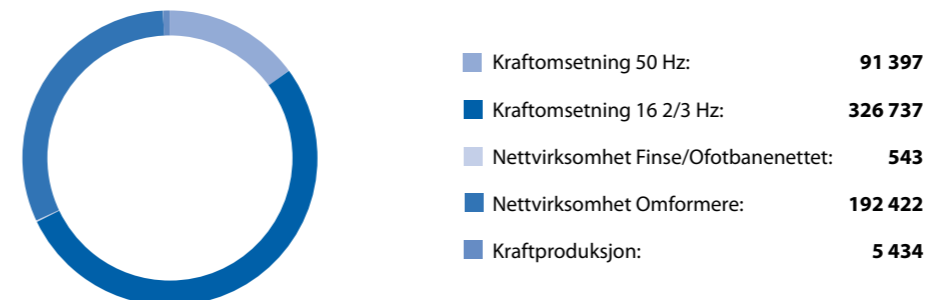 Kraftomsetning 50 Hz: 91 397
Kraftomsetning 16 2/3 Hz: 326 737
Nettvirksomhet Finse/Ofotbanenettet: 543
Nettvirksomhet Omformere: 192 422
Kraftproduksjon: 5 434